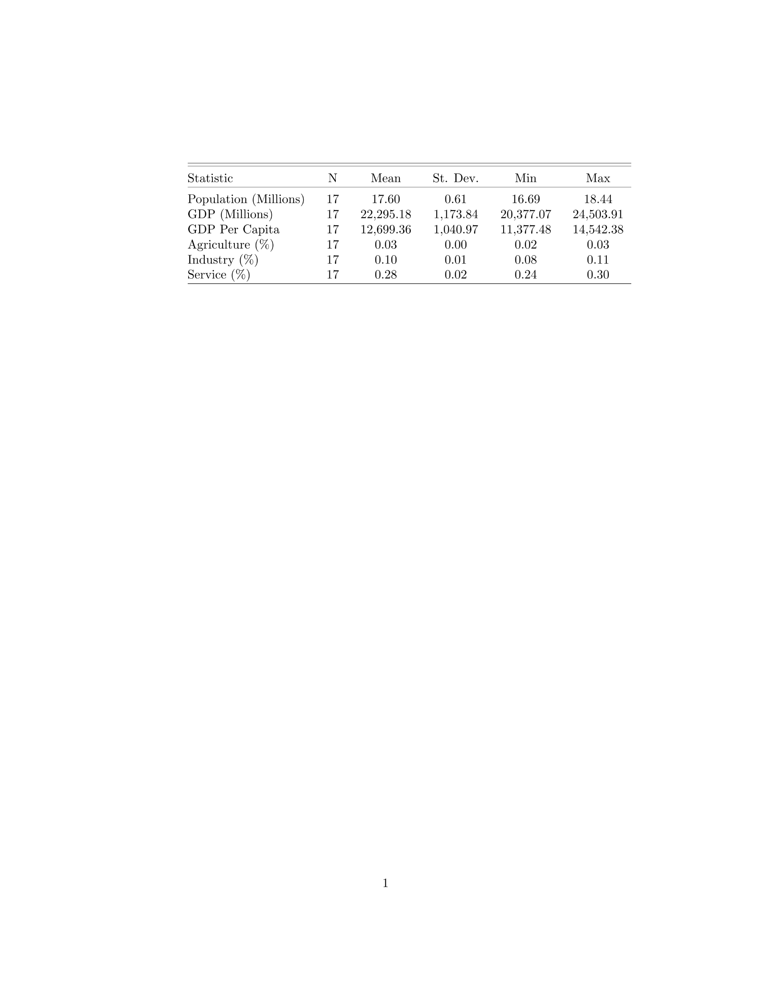 Statistic N Mean St. Dev. Min Max
Population (Millions) 17 17.60 0.61 16.69 18.44
GDP (Millions) 17 22,295.18 1,173.84 20,377.07 24,503.91
GDP Per Capita 17 12,699.36 1,040.97 11,377.48 14,542.38
Agriculture (%) 17 0.03 0.00 0.02 0.03
Industry (%) 17 0.10 0.01 0.08 0.11
Service (%) 17 0.28 0.02 0.24 0.30
1